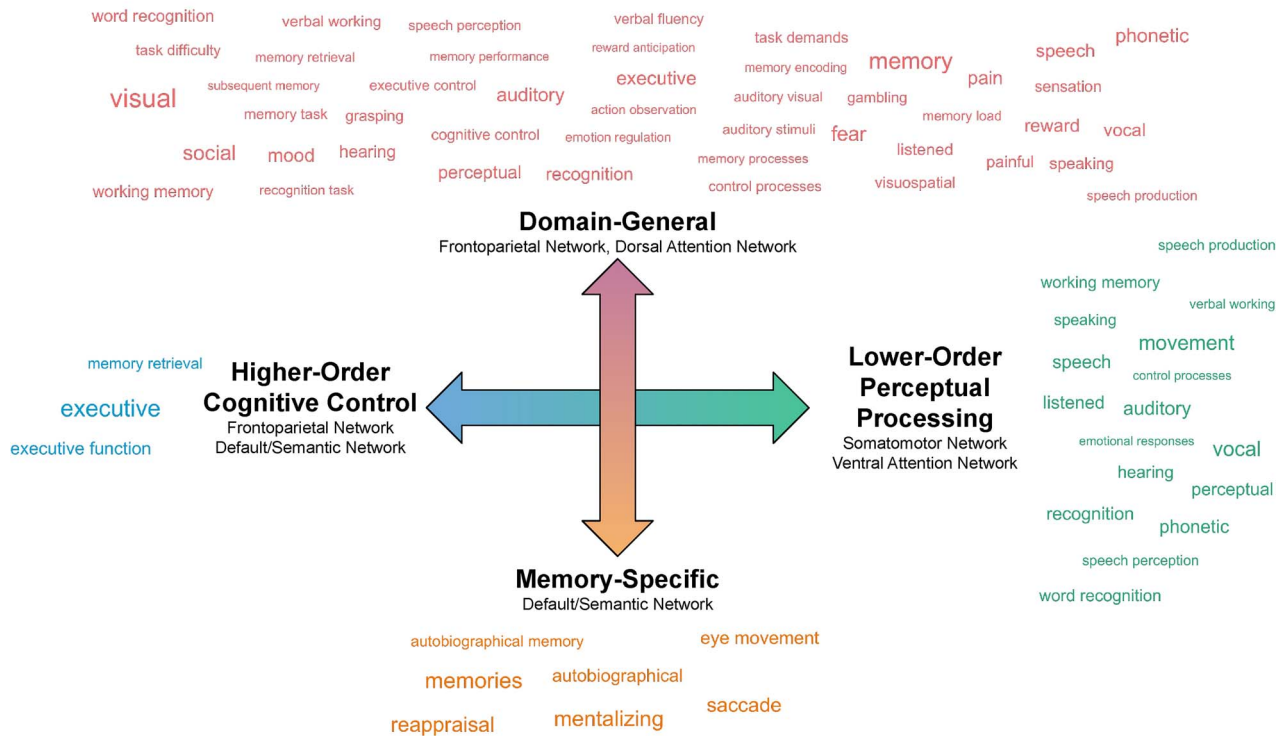 word recognition
verbal working
speech perception
verbal fluency
task demands
phonetic
task difficulty
memory retrieval
memory performance
reward anticipation
memory
speech
visual
subsequent memory
executive control
auditory
executive
memory encoding
pain
sensation
memory task
grasping
action observation
auditory visual
gambling
memory load
reward
vocal
social
mood
hearing
cognitive control
emotion regulation
auditory stimuli
fear
listened
painful
speaking
working memory
recognition task
perceptual
recognition
memory processes
control processes
visuospatial
speech production
Domain-General
Frontoparietal Network, Dorsal Attention Network
memory retrieval
executive
executive function
Higher-Order
Cognitive Control
Frontoparietal Network
Default/Semantic Network
Lower-Order
Perceptual
Processing
Somatomotor Network
Ventral Attention Network
speech production
working memory
verbal working
speaking
movement
speech
control processes
listened
auditory
emotional responses
vocal
hearing
perceptual
recognition
phonetic
speech perception
word recognition
Memory-Specific
Default/Semantic Network
autobiographical memory
eye movement
memories
autobiographical
saccade
reappraisal
mentalizing